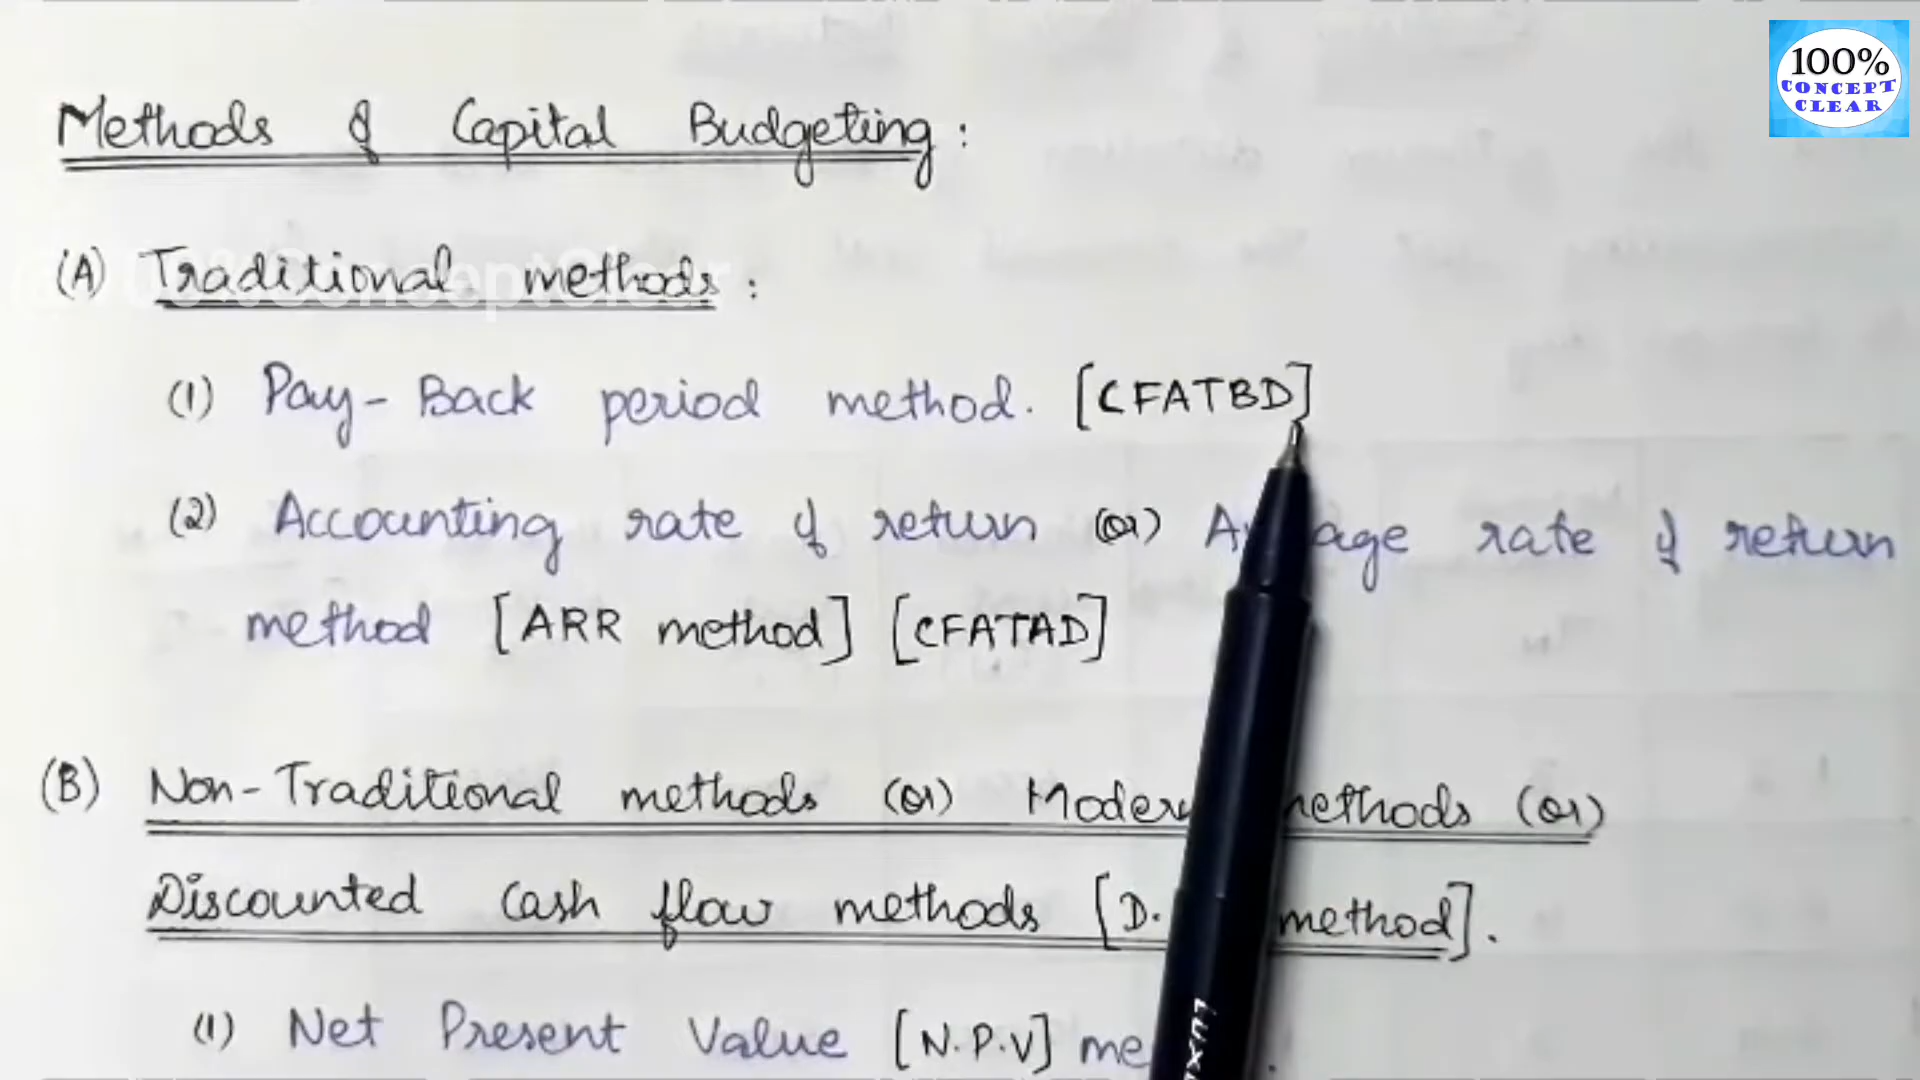 100%
CONCEPT
CLEAR
Methods of Capital Budgeting:
(A) Traditional methods:
(1) Pay-Back period method. [CFATBD]
(2) Accounting rate of return (or) A age rate of return
method [ARR method] [CFATAD]
(B) Non-Traditional methods (or) Moder ethods (or)
Discounted cash flow methods [D. method].
(1) Net Present Value [N.P.V] me .
LUX